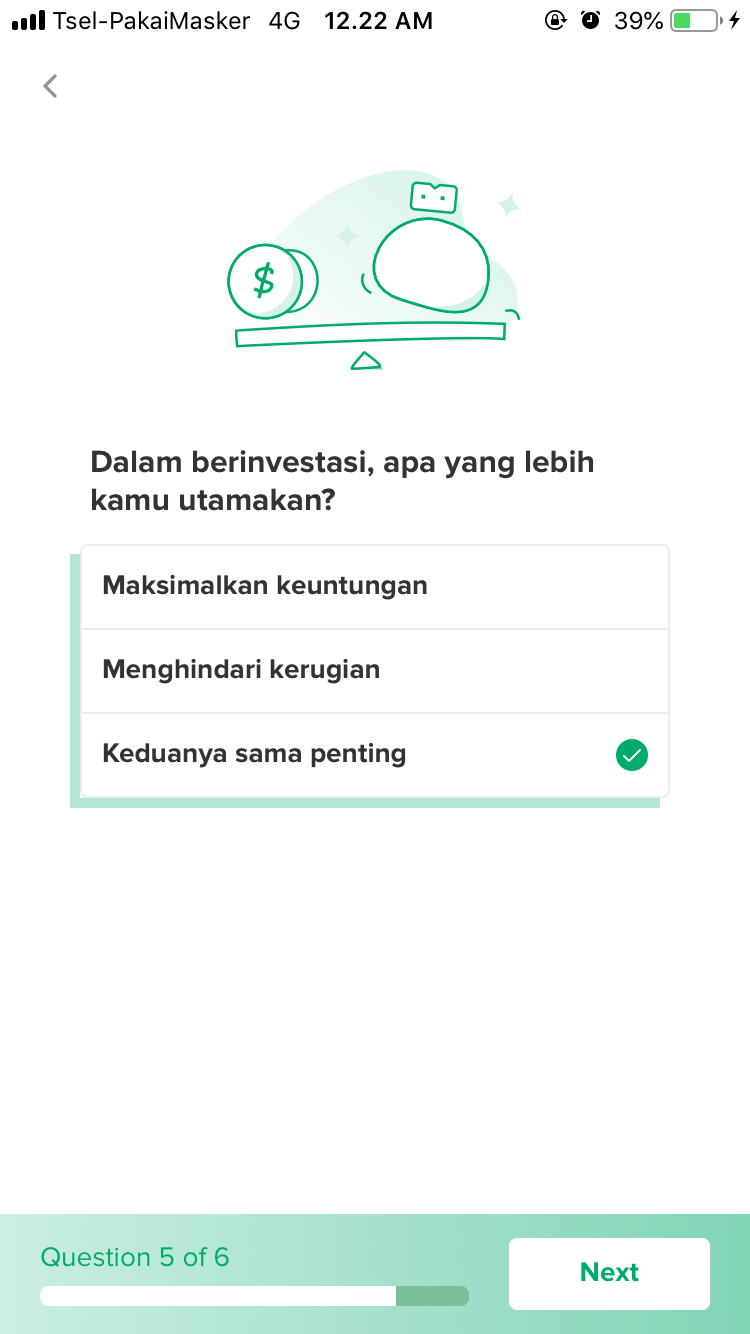 Tsel-PakaiMasker 4G 12.22 AM 39%
$
Dalam berinvestasi, apa yang lebih
kamu utamakan?
Maksimalkan keuntungan
Menghindari kerugian
Keduanya sama penting
Question 5 of 6
Next